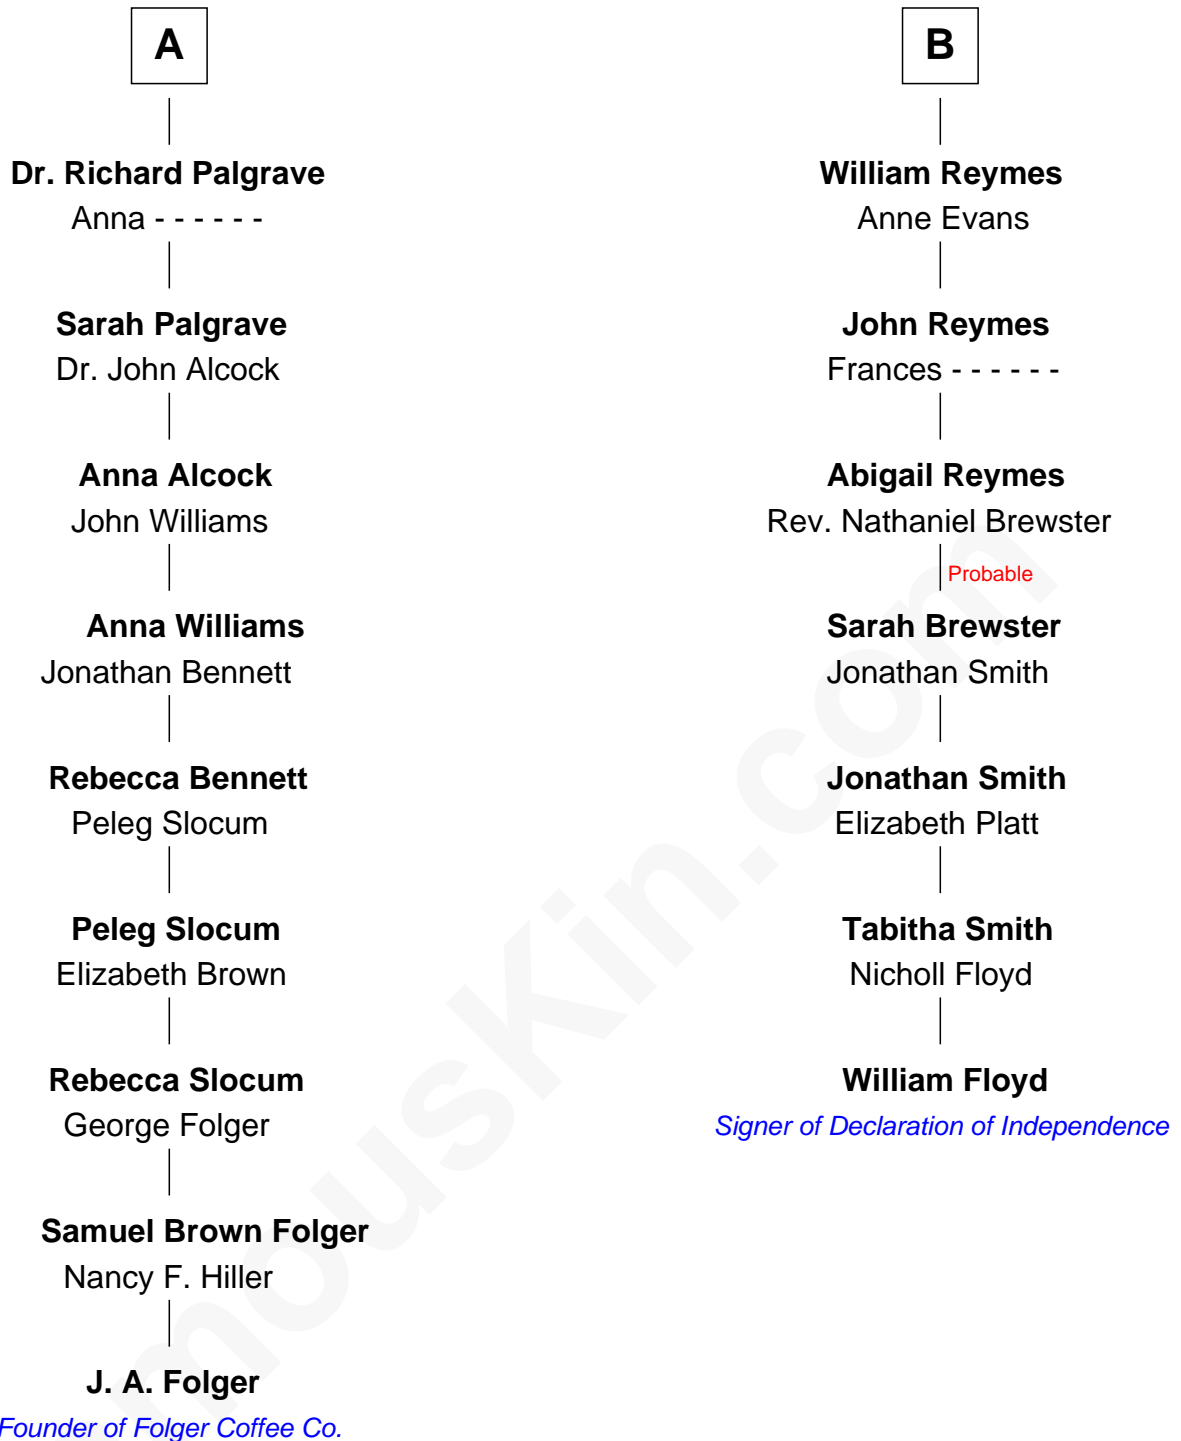 A
Dr. Richard Palgrave
Anna - - - - - -
Sarah Palgrave
Dr. John Alcock
Anna Alcock
John Williams
Anna Williams
Jonathan Bennett
Rebecca Bennett
Peleg Slocum
Peleg Slocum
Elizabeth Brown
Rebecca Slocum
George Folger
Samuel Brown Folger
Nancy F. Hiller
J. A. Folger
Founder of Folger Coffee Co.
B
William Reymes
Anne Evans
John Reymes
Frances - - - - - -
Abigail Reymes
Rev. Nathaniel Brewster
Probable
Sarah Brewster
Jonathan Smith
Jonathan Smith
Elizabeth Platt
Tabitha Smith
Nicholl Floyd
William Floyd
Signer of Declaration of Independence
mousKin.com